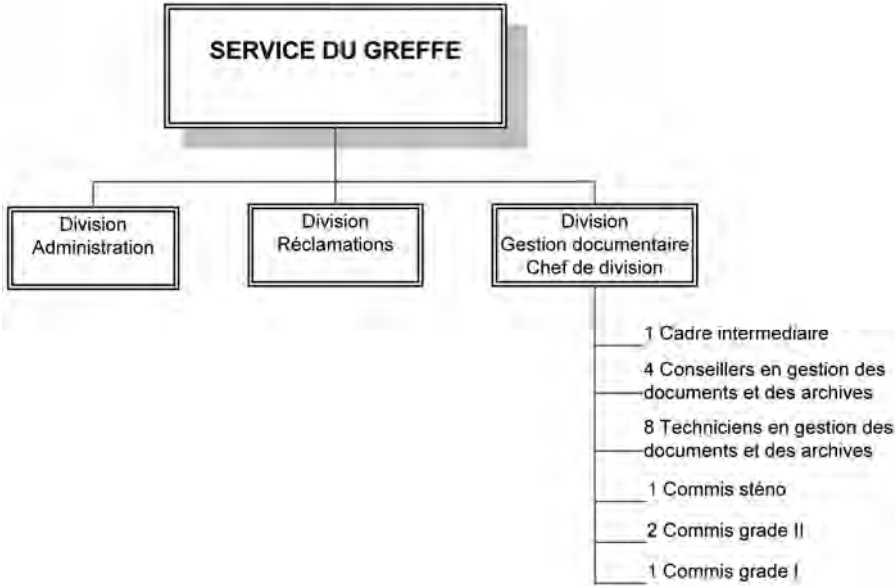 SERVICE DU GREFFE
Division
Administration
Division
Réclamations
Division
Gestion documentaire
Chef de division
1 Cadre intermediaire
4 Conseillers en gestion des
documents et des archives
8 Techniciens en gestion des
documents et des archives
1 Commis sténo
2 Commis grade II
1 Commis grade I